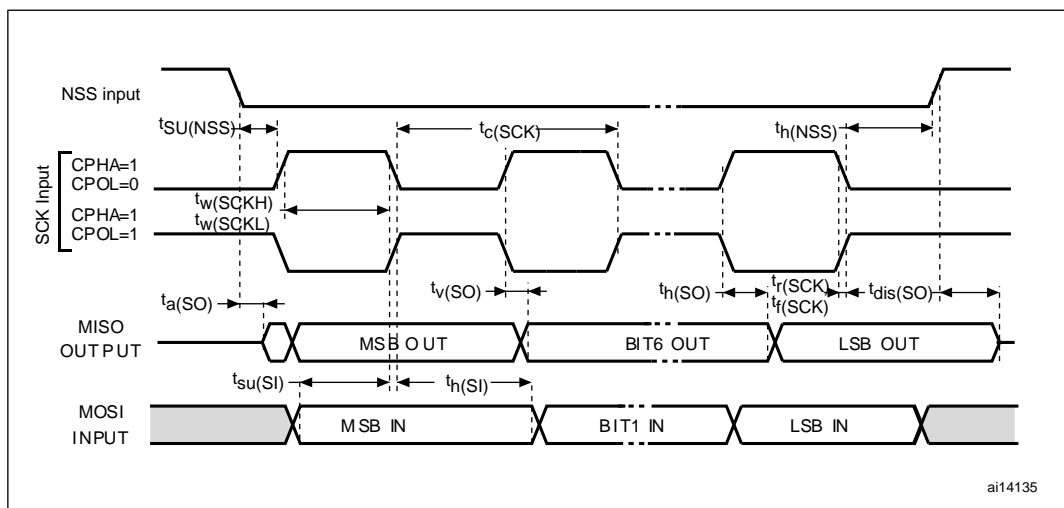 NSS input
tSU(NSS)
tc(SCK)
th(NSS)
SCK Input
CPHA=1
CPOL=0
tw(SCKH)
tw(SCKL)
CPHA=1
CPOL=1
ta(SO)
tv(SO)
th(SO)
tr(SCK)
tf(SCK)
tdis(SO)
MISO
OUTPUT
MSB OUT
BIT6 OUT
LSB OUT
tsu(SI)
th(SI)
MOSI
INPUT
MSB IN
BIT1 IN
LSB IN
ai14135